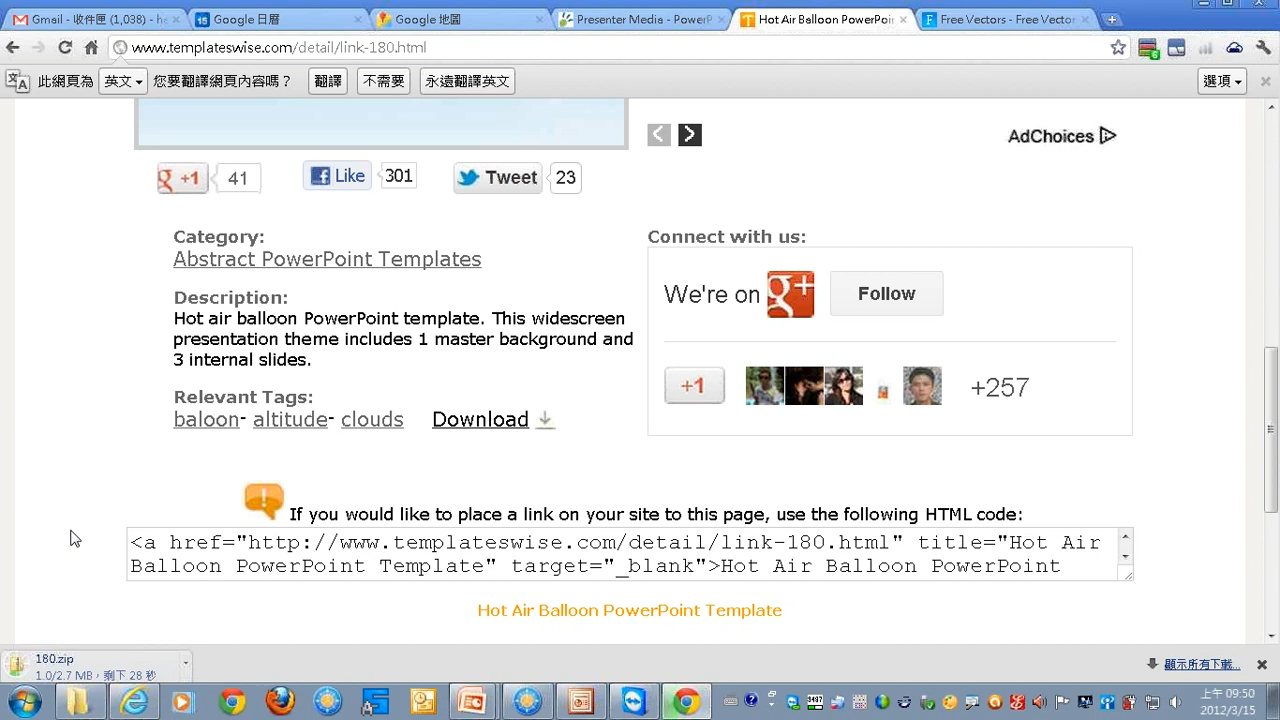 Gmail - 收件匣 (1,038) - ha
Google 日曆
Google 地圖
Presenter Media - PowerP
Hot Air Balloon PowerPoin
Free Vectors - Free Vector
www.templateswise.com/detail/link-180.html
此網頁為 英文 您要翻譯網頁內容嗎？ 翻譯 不需要 永遠翻譯英文 選項
AdChoices
+1 41 Like 301 Tweet 23
Category:
Abstract PowerPoint Templates
Description:
Hot air balloon PowerPoint template. This widescreen
presentation theme includes 1 master background and
3 internal slides.
Relevant Tags:
baloon- altitude- clouds Download
Connect with us:
We're on g+ Follow
+1 +257
If you would like to place a link on your site to this page, use the following HTML code:
<a href="http://www.templateswise.com/detail/link-180.html" title="Hot Air
Balloon PowerPoint Template" target="_blank">Hot Air Balloon PowerPoint
Hot Air Balloon PowerPoint Template
180.zip
1.0/2.7 MB，剩下 28 秒
顯示所有下載...
上午 09:50
2012/3/15